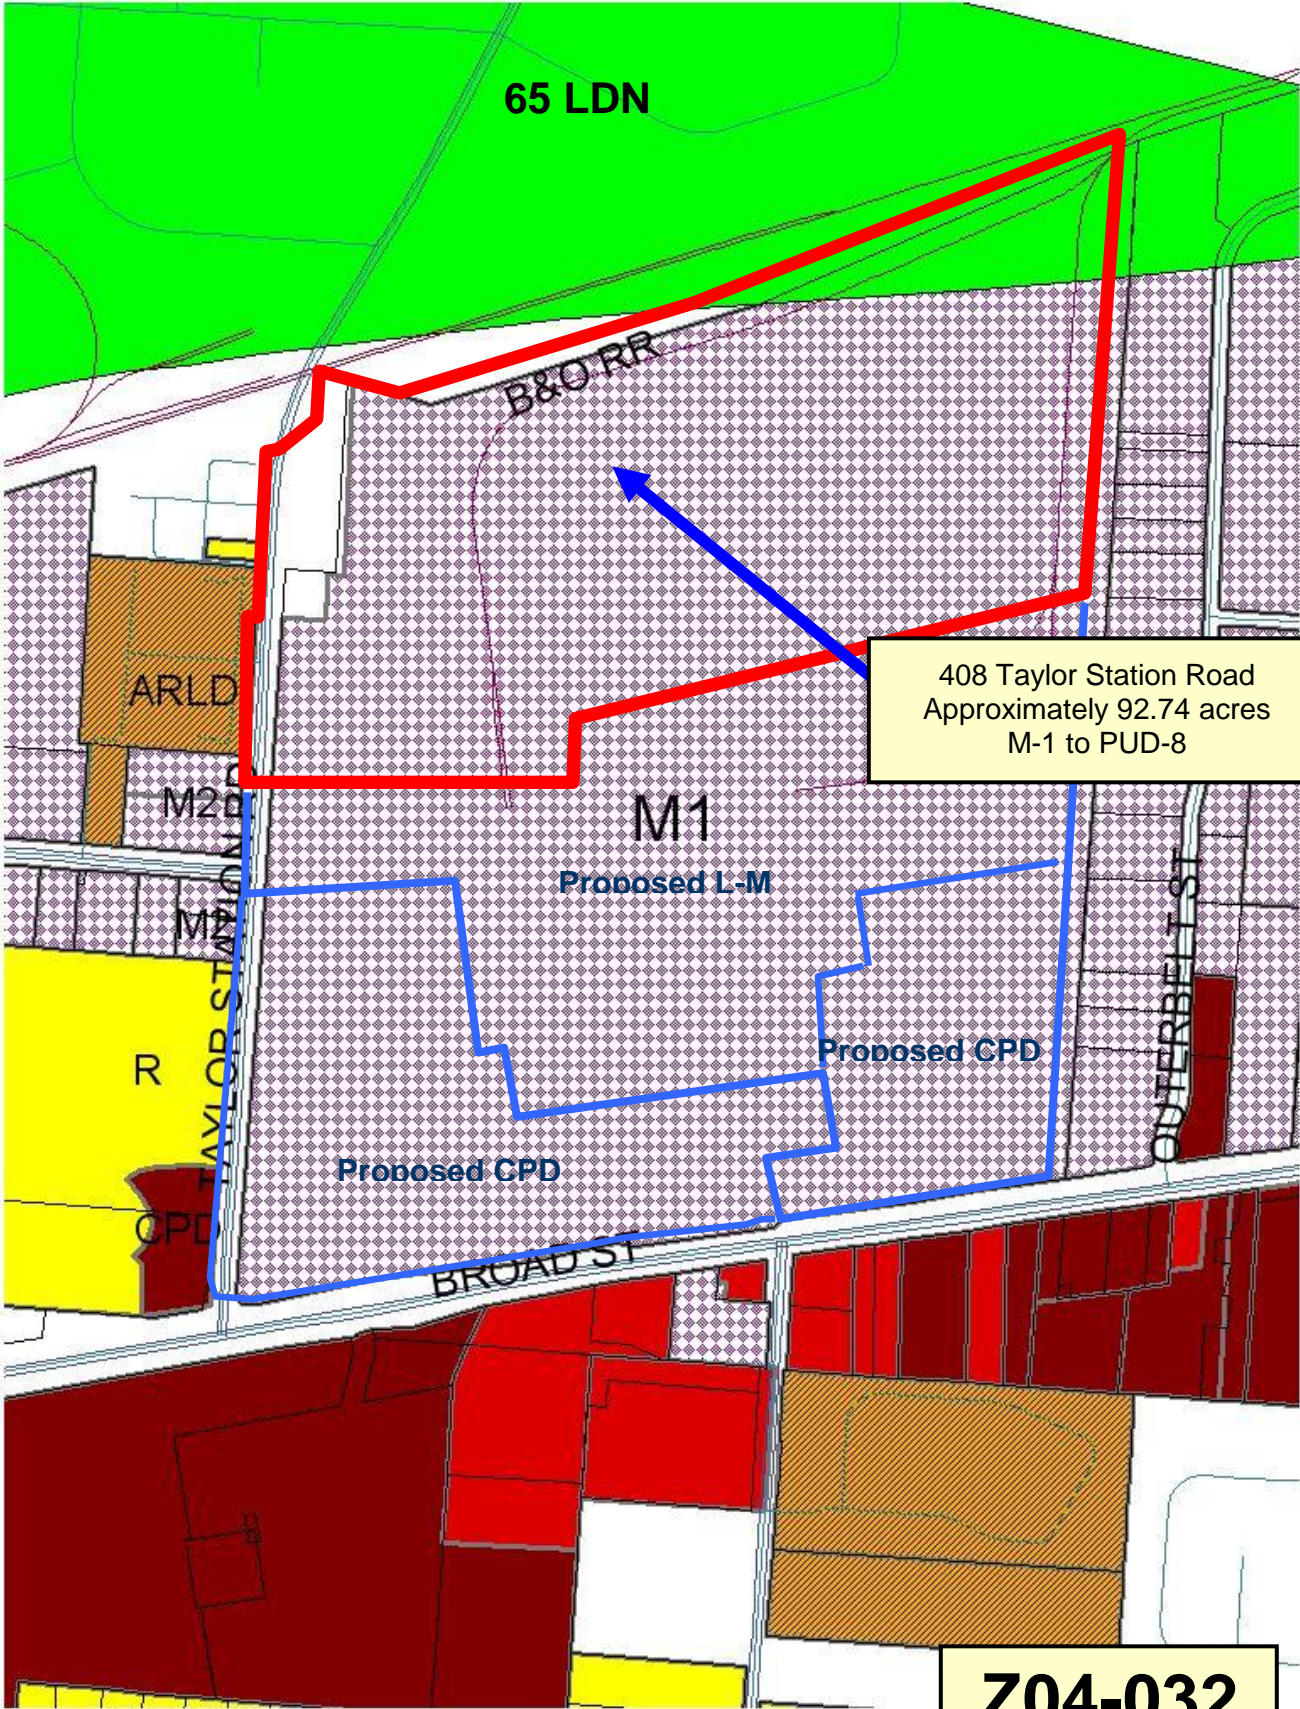 65 LDN
B&O RR
408 Taylor Station Road
Approximately 92.74 acres
M-1 to PUD-8
ARLD
M2
M1
Proposed L-M
M2
TAYLOR STATION RD
OUTERBELT ST
R
Proposed CPD
Proposed CPD
CPD
BROAD ST
Z04-032